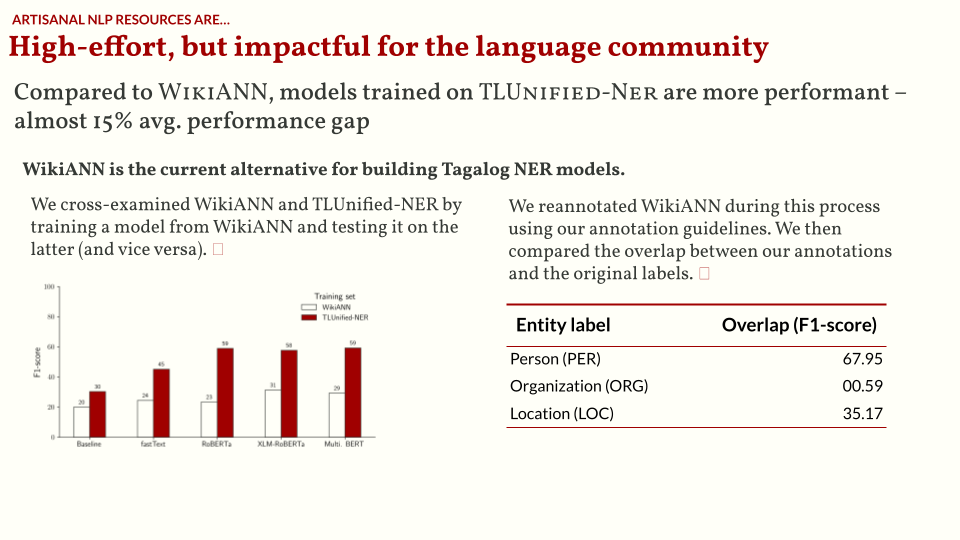 ARTISANAL NLP RESOURCES ARE...
High-effort, but impactful for the language community
Compared to WIKIANN, models trained on TLUNIFIED-NER are more performant –
almost 15% avg. performance gap
WikiANN is the current alternative for building Tagalog NER models.
We cross-examined WikiANN and TLUnified-NER by
training a model from WikiANN and testing it on the
latter (and vice versa).
We reannotated WikiANN during this process
using our annotation guidelines. We then
compared the overlap between our annotations
and the original labels.
Training set
WikiANN
TLUnified-NER
F1-score
100
80
60
40
20
0
20 30
24 45
23 59
31 58
29 59
Baseline fastText RoBERTa XLM-RoBERTa Multi. BERT
Entity label Overlap (F1-score)
Person (PER) 67.95
Organization (ORG) 00.59
Location (LOC) 35.17